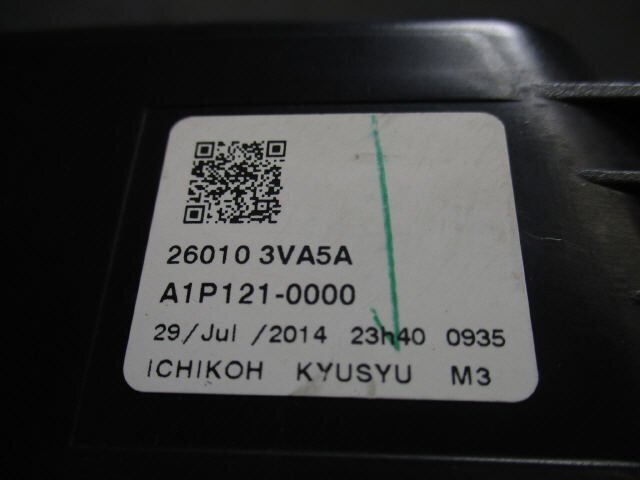 26010 3VA5A
A1P121-0000
29/Jul /2014 23h40 0935
ICHIKOH KYUSYU M3